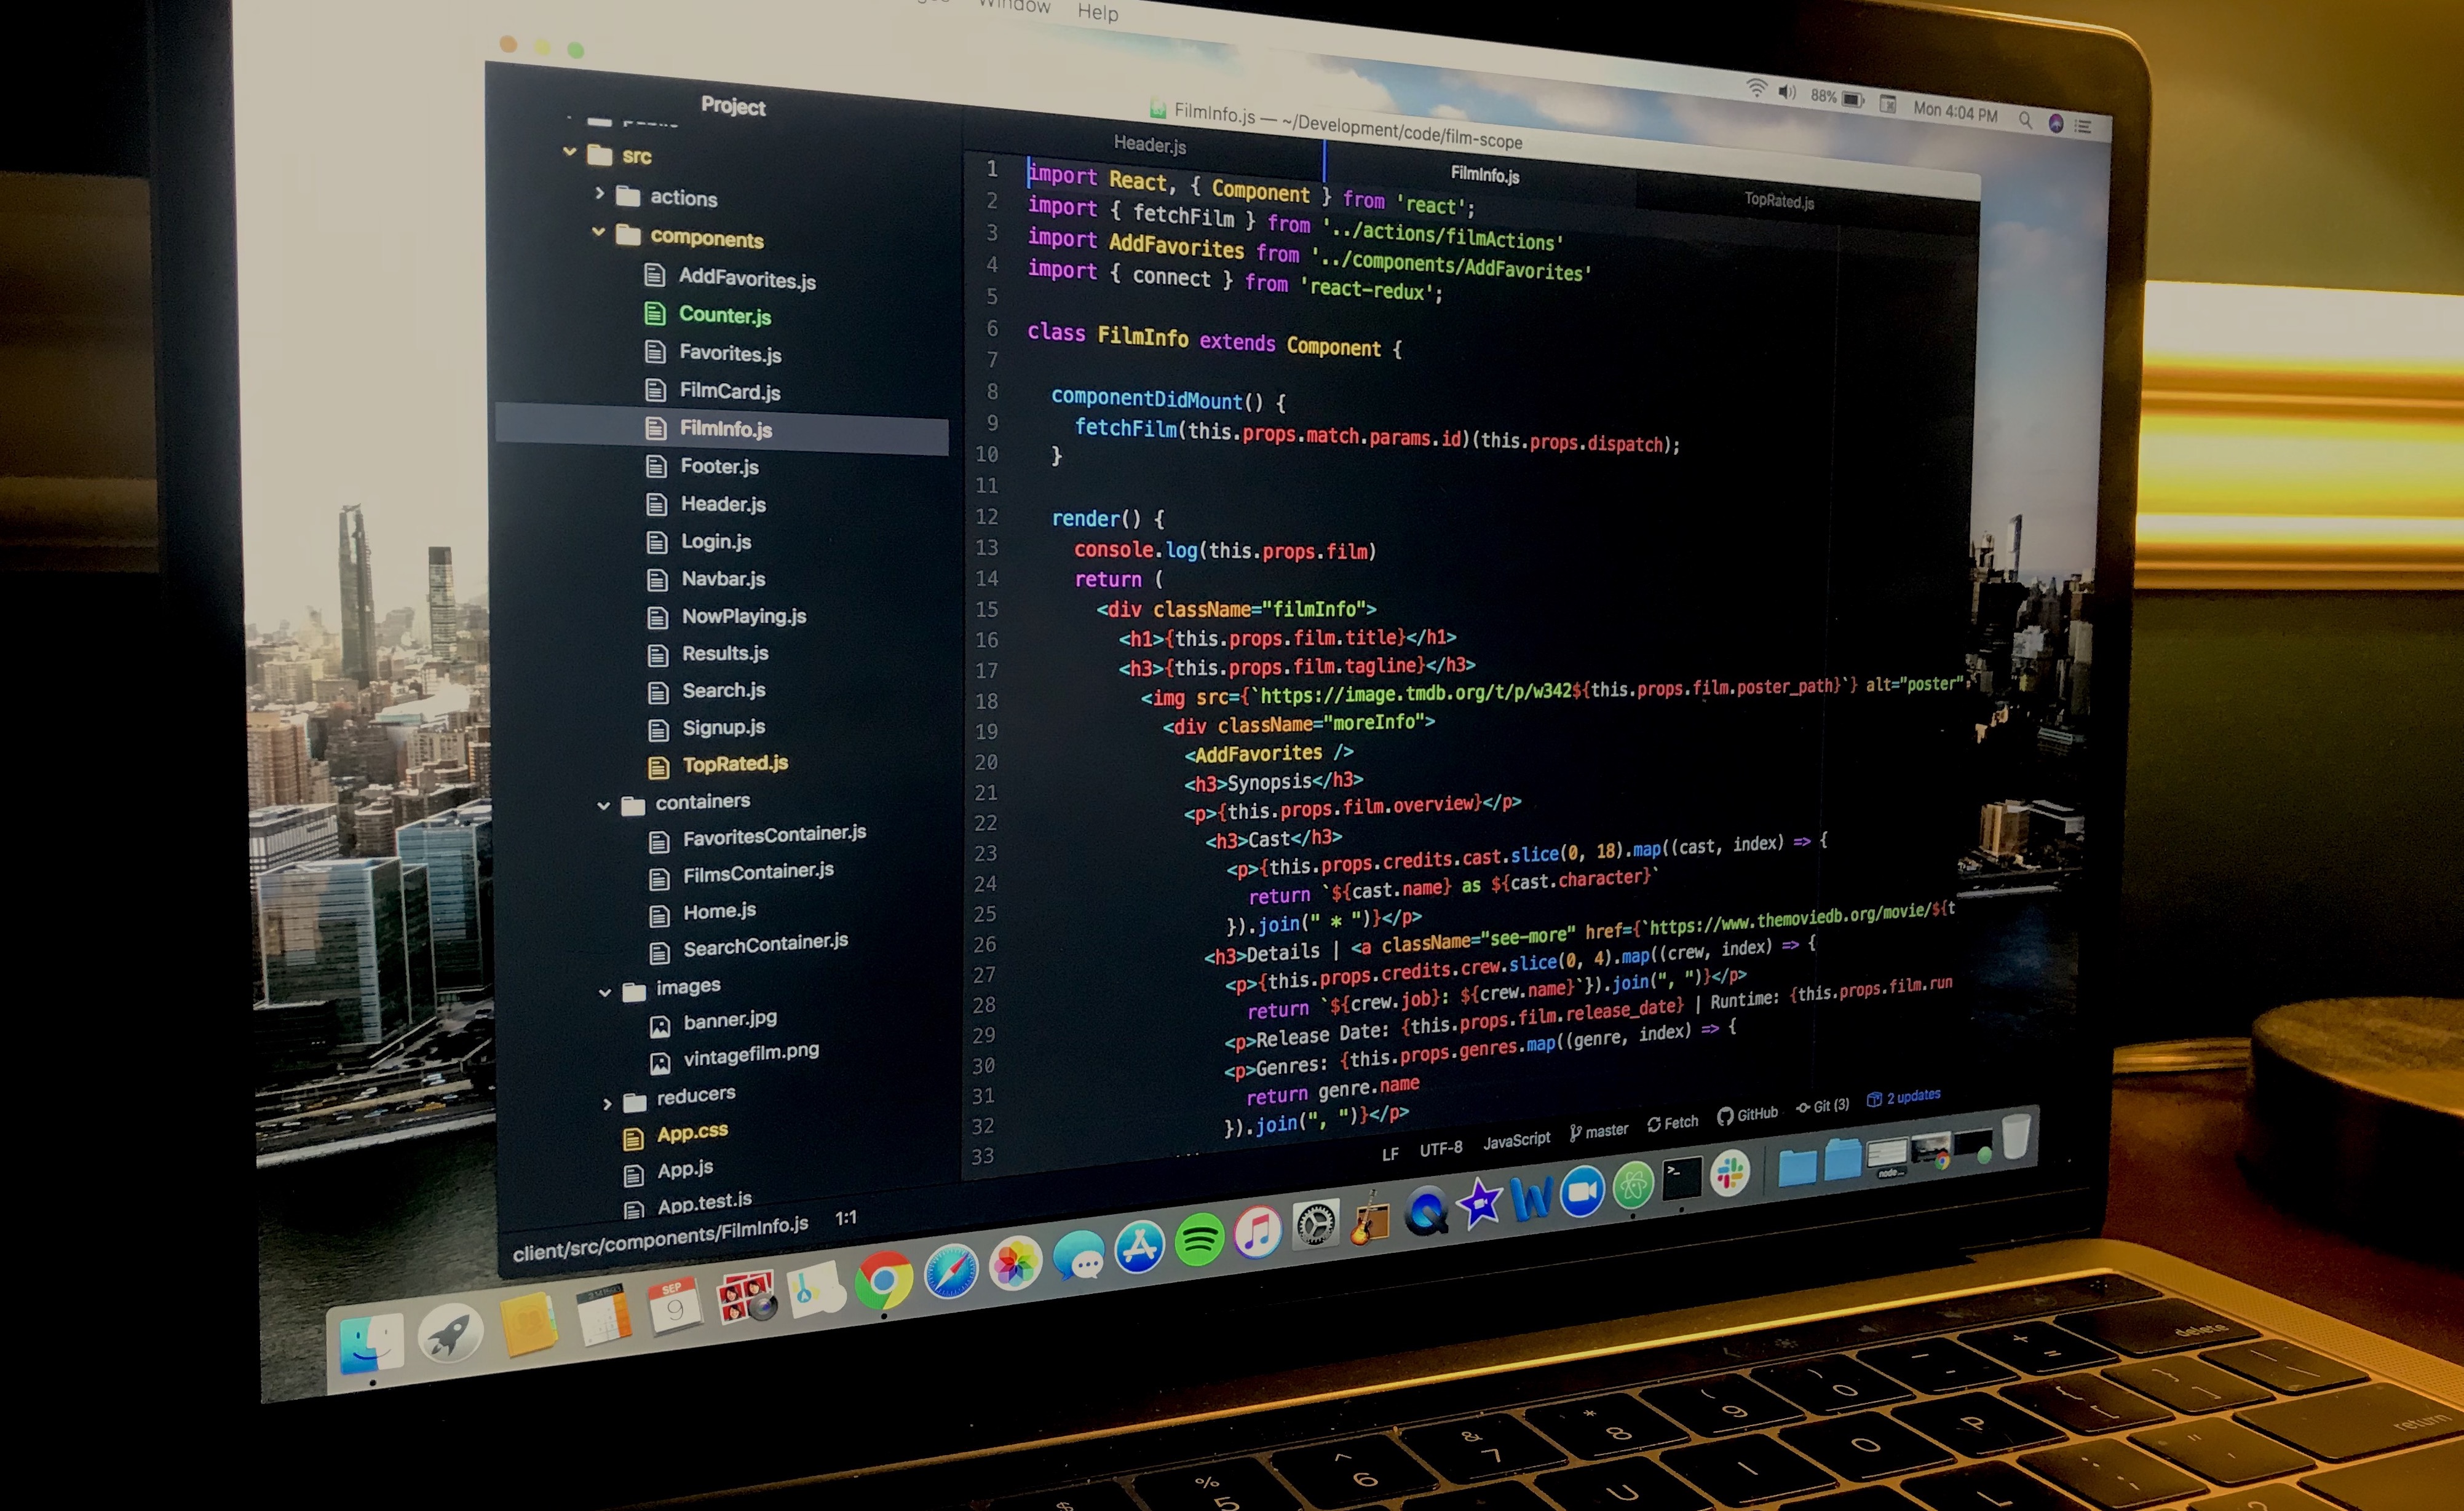 Window Help
88% Mon 4:04 PM
FilmInfo.js — ~/Development/code/film-scope
Project
src
actions
components
AddFavorites.js
Counter.js
Favorites.js
FilmCard.js
FilmInfo.js
Footer.js
Header.js
Login.js
Navbar.js
NowPlaying.js
Results.js
Search.js
Signup.js
TopRated.js
containers
FavoritesContainer.js
FilmsContainer.js
Home.js
SearchContainer.js
images
banner.jpg
vintagefilm.png
reducers
App.css
App.js
App.test.js
Header.js FilmInfo.js TopRated.js
1 import React, { Component } from 'react';
2 import { fetchFilm } from '../actions/filmActions'
3 import AddFavorites from '../components/AddFavorites'
4 import { connect } from 'react-redux';
5
6 class FilmInfo extends Component {
7
8 componentDidMount() {
9 fetchFilm(this.props.match.params.id)(this.props.dispatch);
10 }
11
12 render() {
13 console.log(this.props.film)
14 return (
15 <div className="filmInfo">
16 <h1>{this.props.film.title}</h1>
17 <h3>{this.props.film.tagline}</h3>
18 <img src={`https://image.tmdb.org/t/p/w342${this.props.film.poster_path}`} alt="poster"
19 <div className="moreInfo">
20 <AddFavorites />
21 <h3>Synopsis</h3>
22 <p>{this.props.film.overview}</p>
23 <h3>Cast</h3>
24 <p>{this.props.credits.cast.slice(0, 18).map((cast, index) => {
25 return `${cast.name} as ${cast.character}`
26 }).join(" * ")}</p>
27 <h3>Details | <a className="see-more" href={`https://www.themoviedb.org/movie/${t
28 <p>{this.props.credits.crew.slice(0, 4).map((crew, index) => {
29 return `${crew.job}: ${crew.name}`}).join(", ")}</p>
30 <p>Release Date: {this.props.film.release_date} | Runtime: {this.props.film.run
31 <p>Genres: {this.props.genres.map((genre, index) => {
32 return genre.name
33 }).join(", ")}</p>
client/src/components/FilmInfo.js 1:1
LF UTF-8 JavaScript master Fetch GitHub Git (3) 2 updates
SEP
9
node...
delete
% 5 ^ 6 & 7 * 8 ( 9 ) 0 - + =
U I O P { [ } ]
return
L